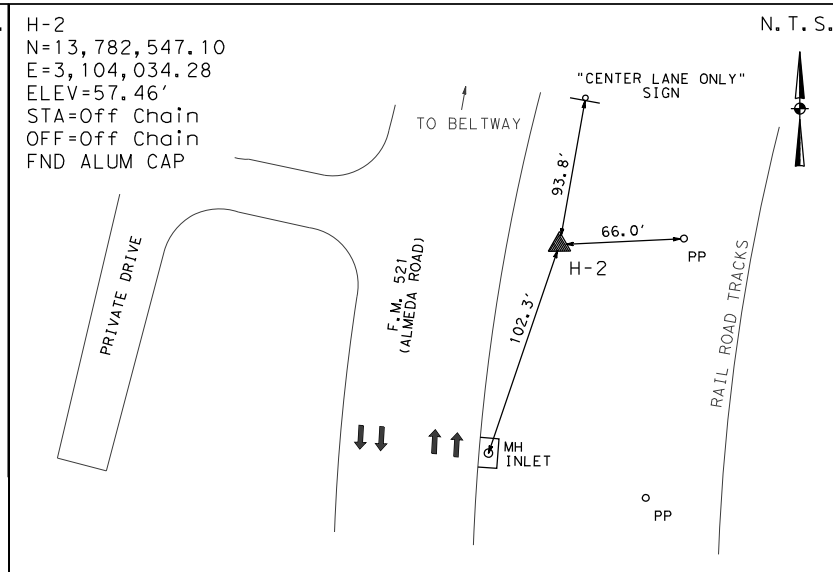 H-2
N=13,782,547.10
E=3,104,034.28
ELEV=57.46'
STA=Off Chain
OFF=Off Chain
FND ALUM CAP
N.T.S.
"CENTER LANE ONLY"
SIGN
TO BELTWAY
93.8'
66.0'
PP
H-2
102.3'
PRIVATE DRIVE
F.M. 521
(ALMEDA ROAD)
RAIL ROAD TRACKS
MH
INLET
PP